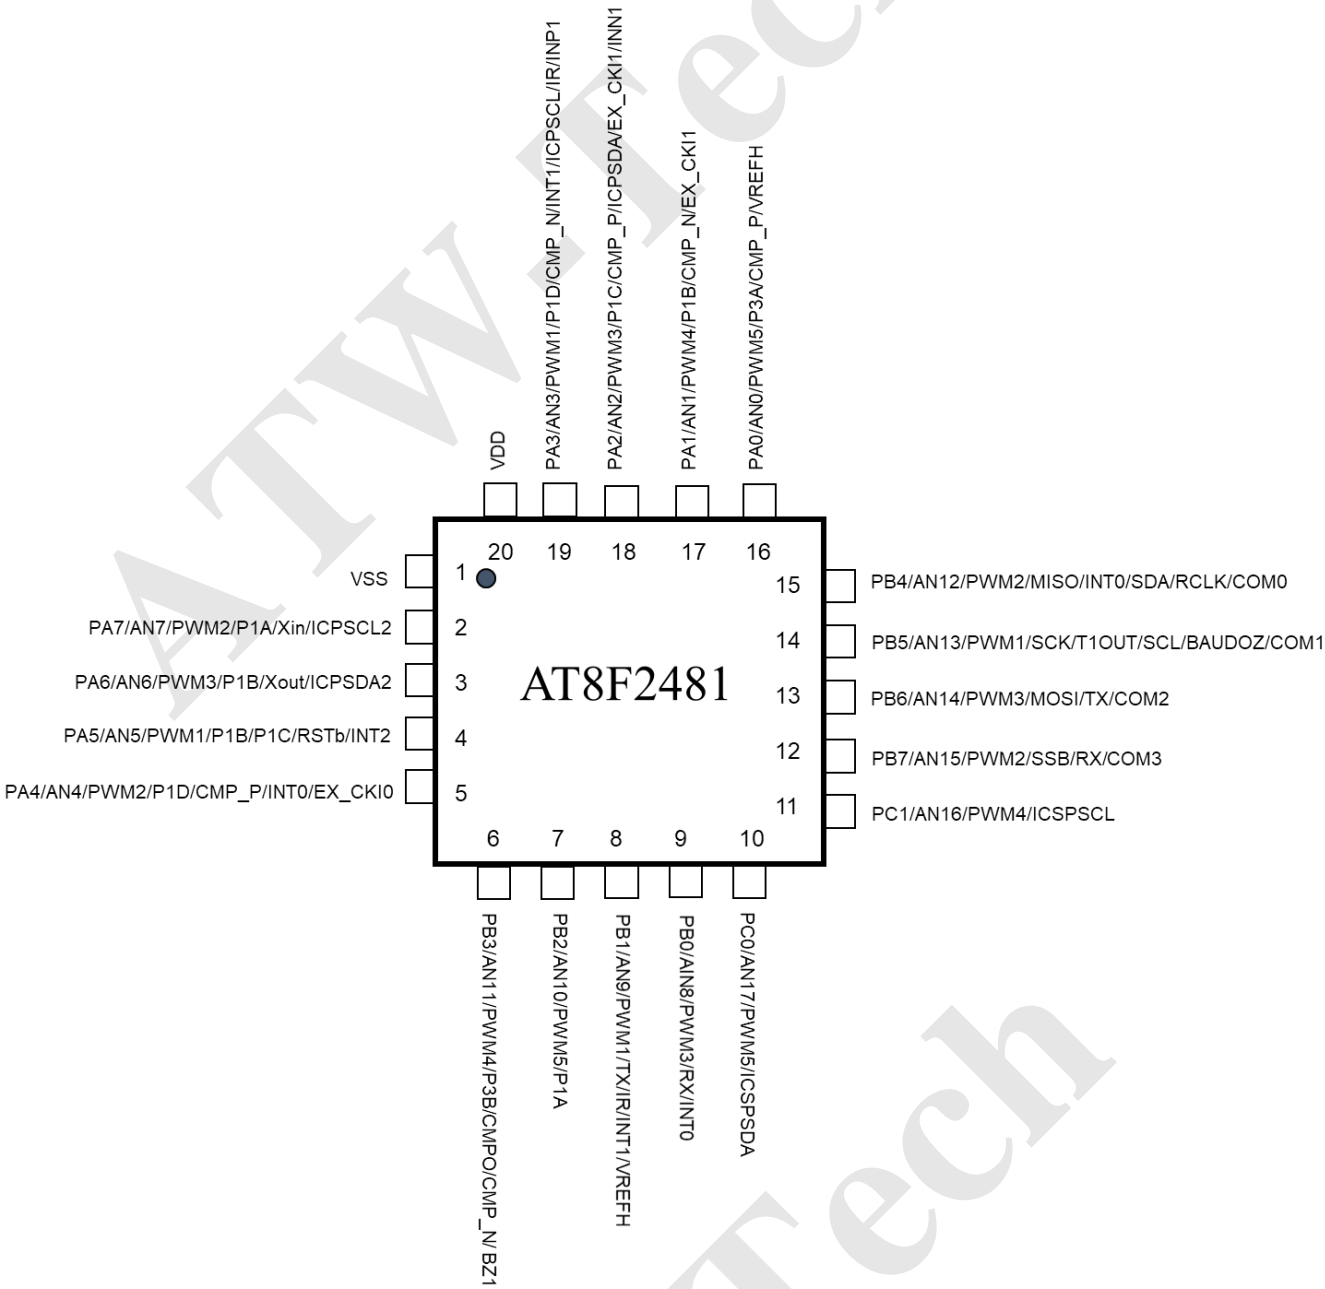 ATW-Tech
PA3/AN3/PWM1/P1D/CMP_N/INT1/ICPSCL/IR/INP1
PA2/AN2/PWM3/P1C/CMP_P/ICPSDA/EX_CKI1/INN1
PA1/AN1/PWM4/P1B/CMP_N/EX_CKI1
PA0/AN0/PWM5/P3A/CMP_P/VREFH
VDD
20 19 18 17 16
VSS 1
PA7/AN7/PWM2/P1A/Xin/ICPSCL2 2
PA6/AN6/PWM3/P1B/Xout/ICPSDA2 3
PA5/AN5/PWM1/P1B/P1C/RSTb/INT2 4
PA4/AN4/PWM2/P1D/CMP_P/INT0/EX_CKI0 5
AT8F2481
15 PB4/AN12/PWM2/MISO/INT0/SDA/RCLK/COM0
14 PB5/AN13/PWM1/SCK/T1OUT/SCL/BAUDOZ/COM1
13 PB6/AN14/PWM3/MOSI/TX/COM2
12 PB7/AN15/PWM2/SSB/RX/COM3
11 PC1/AN16/PWM4/ICSPSCL
6 7 8 9 10
PB3/AN11/PWM4/P3B/CMPO/CMP_N/ BZ1
PB2/AN10/PWM5/P1A
PB1/AN9/PWM1/TX/IR/INT1/VREFH
PB0/AIN8/PWM3/RX/INT0
PC0/AN17/PWM5/ICSPSDA
Tech